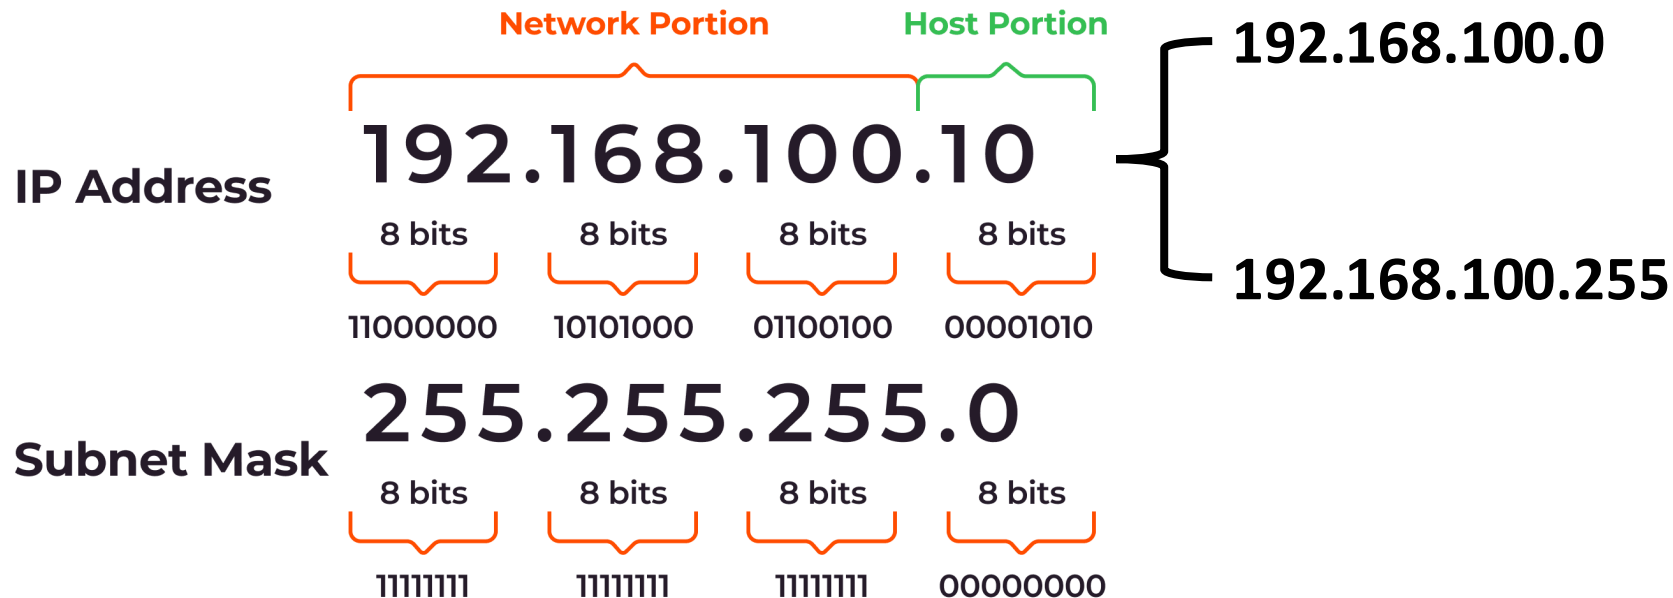 Network Portion Host Portion
192.168.100.0
IP Address 192.168.100.10
8 bits 8 bits 8 bits 8 bits
192.168.100.255
11000000 10101000 01100100 00001010
Subnet Mask 255.255.255.0
8 bits 8 bits 8 bits 8 bits
11111111 11111111 11111111 00000000